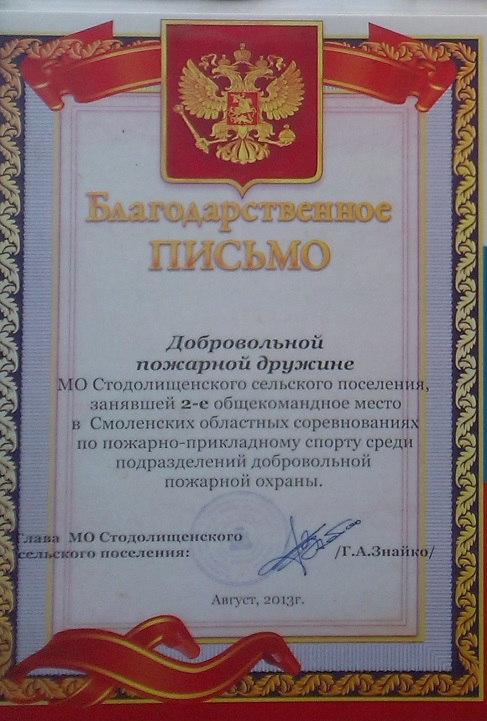 Благодарственное
ПИСЬМО
Добровольной
пожарной дружине
МО Стодолищенского сельского поселения,
занявшей 2-е общекомандное место
в Смоленских областных соревнованиях
по пожарно-прикладному спорту среди
подразделений добровольной
пожарной охраны.
Глава МО Стодолищенского
сельского поселения: /Г.А.Знайко/
Август, 2013г.